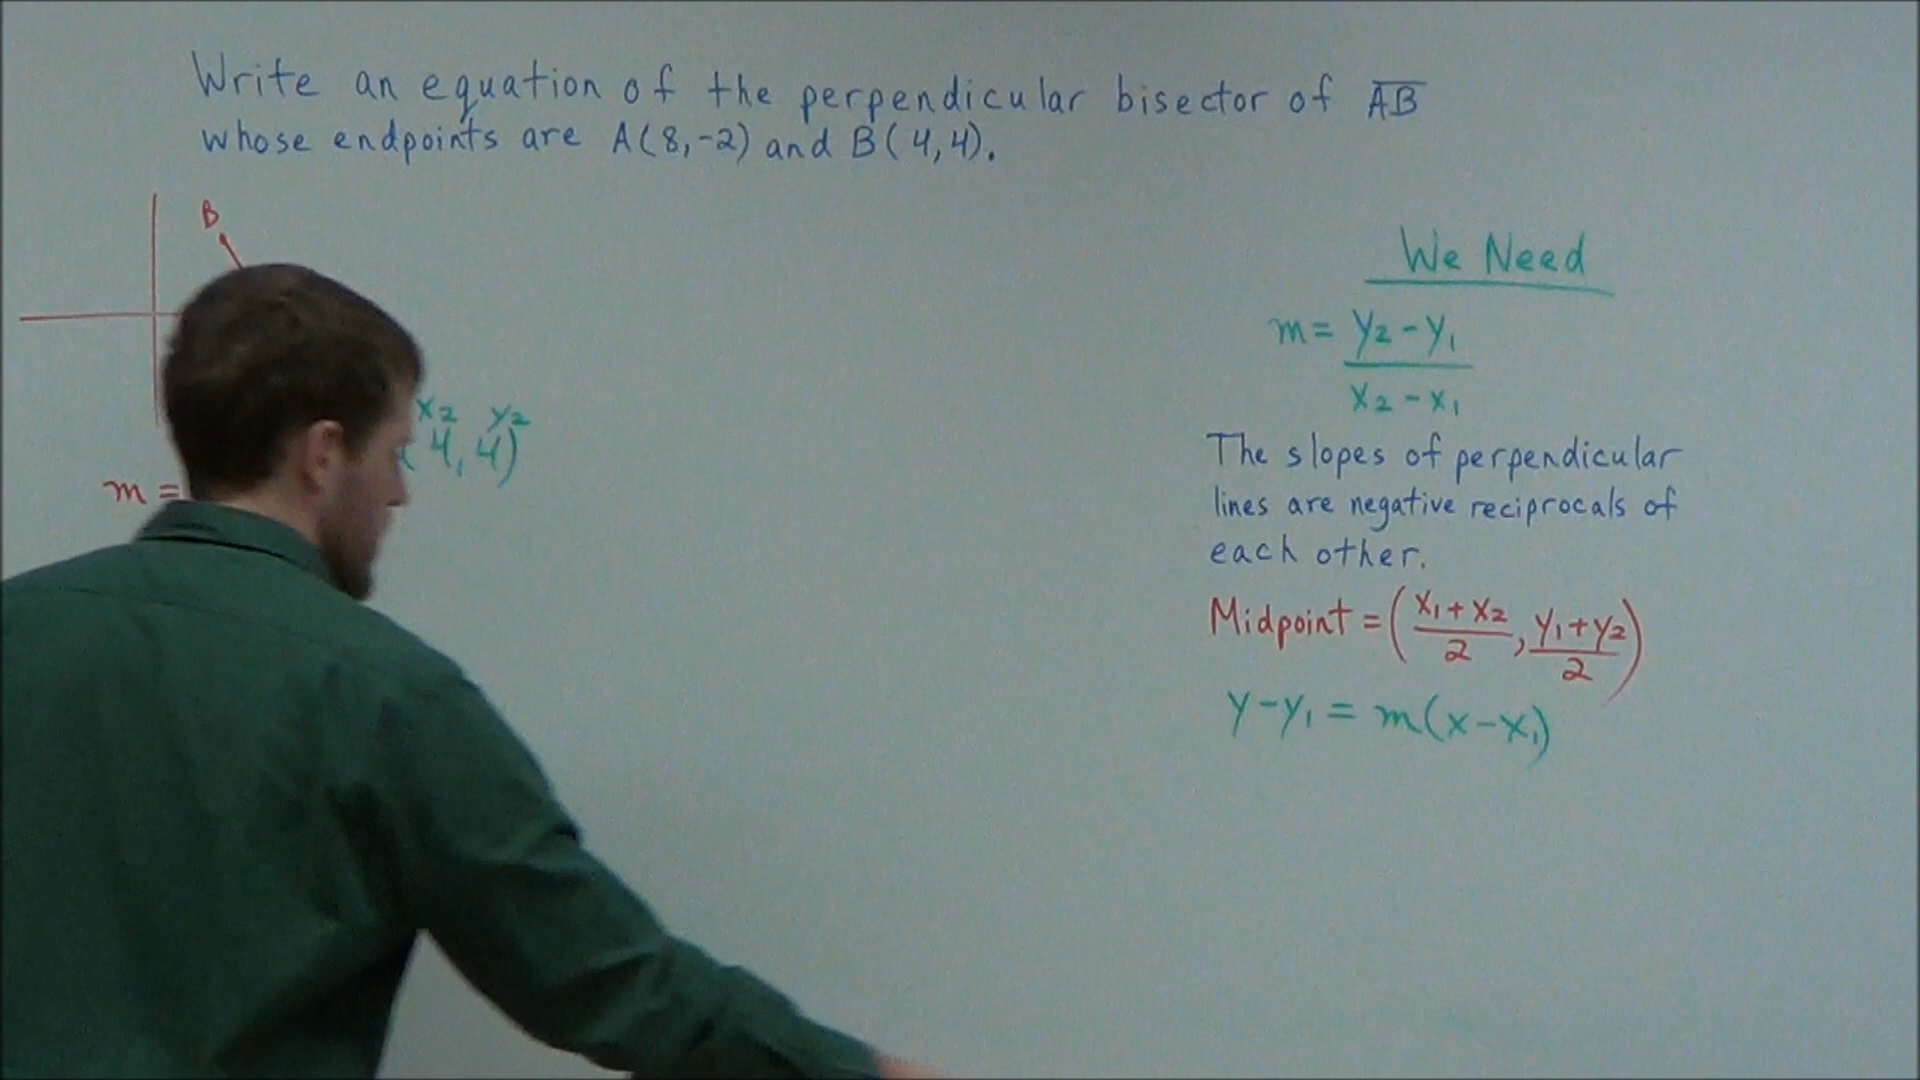 Write an equation of the perpendicular bisector of A̅B̅
whose endpoints are A(8,-2) and B(4,4).
B
We Need
m = y₂ - y₁
x₂ - x₁
x₂ y₂
(4, 4)
m =
The slopes of perpendicular
lines are negative reciprocals of
each other.
Midpoint = (x₁ + x₂ / 2, y₁ + y₂ / 2)
y - y₁ = m(x - x₁)